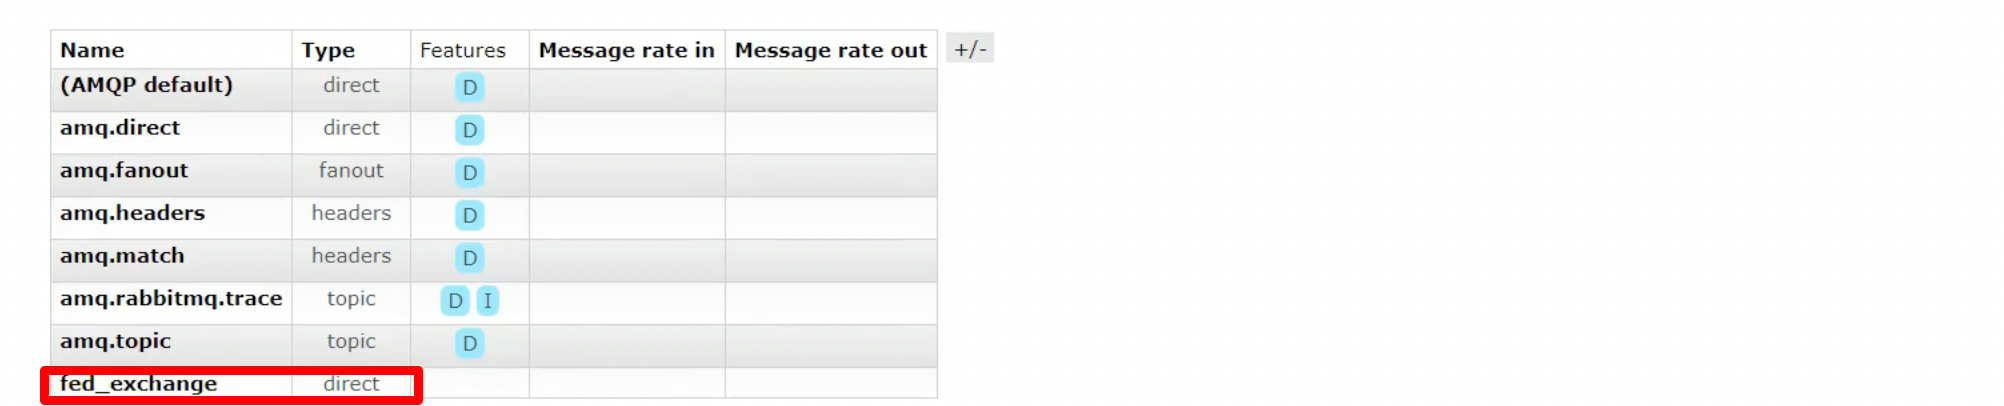 Name Type Features Message rate in Message rate out +/-
(AMQP default) direct D
amq.direct direct D
amq.fanout fanout D
amq.headers headers D
amq.match headers D
amq.rabbitmq.trace topic D I
amq.topic topic D
fed_exchange direct